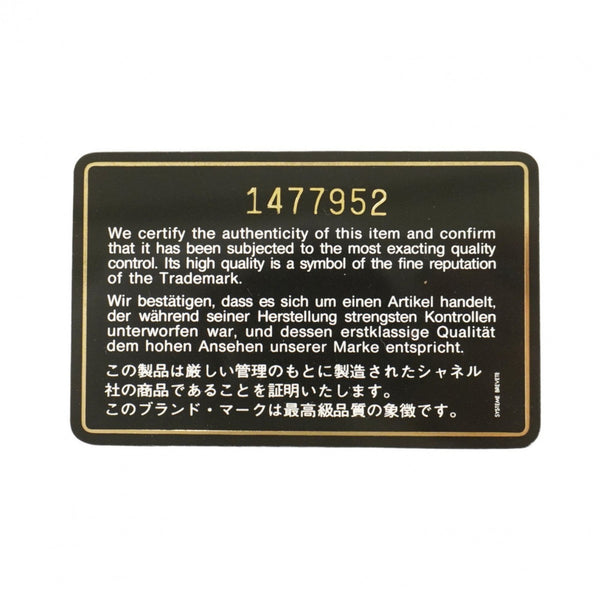 1477952
We certify the authenticity of this item and confirm
that it has been subjected to the most exacting quality
control. Its high quality is a symbol of the fine reputation
of the Trademark.
Wir bestätigen, dass es sich um einen Artikel handelt,
der während seiner Herstellung strengsten Kontrollen
unterworfen war, und dessen erstklassige Qualität
dem hohen Ansehen unserer Marke entspricht.
この製品は厳しい管理のもとに製造されたシャネル
社の商品であることを証明いたします。
このブランド・マークは最高級品質の象徴です。
SYSTEME BREVETE